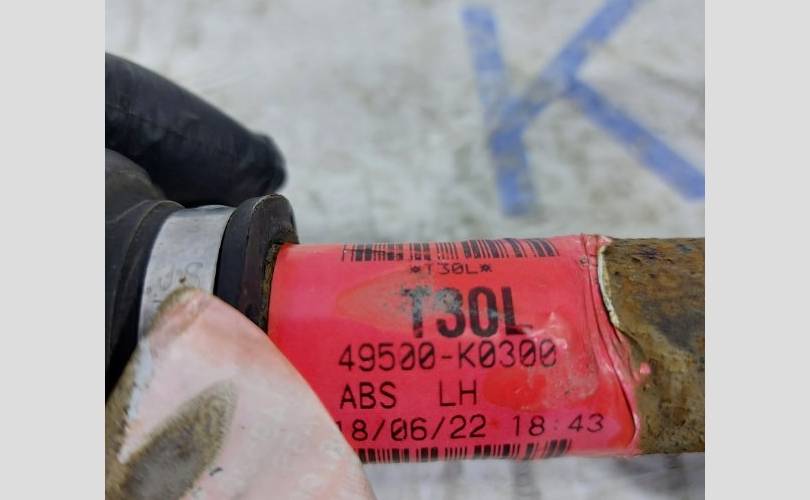 K
*T30L*
T30L
49500-K0300
ABS LH
18/06/22 18:43